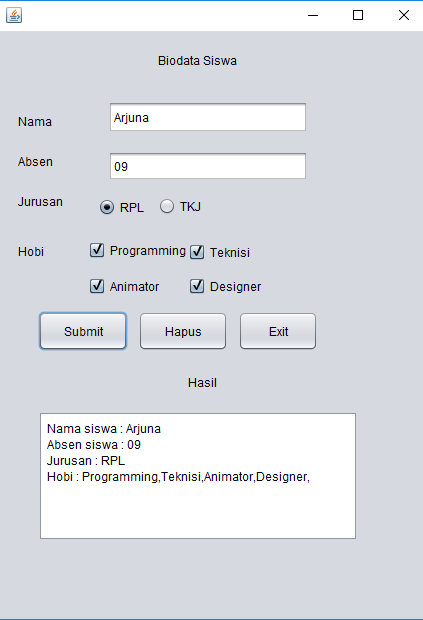 Biodata Siswa
Nama
Arjuna
Absen
09
Jurusan
RPL
TKJ
Hobi
Programming
Teknisi
Animator
Designer
Submit
Hapus
Exit
Hasil
Nama siswa : Arjuna
Absen siswa : 09
Jurusan : RPL
Hobi : Programming,Teknisi,Animator,Designer,